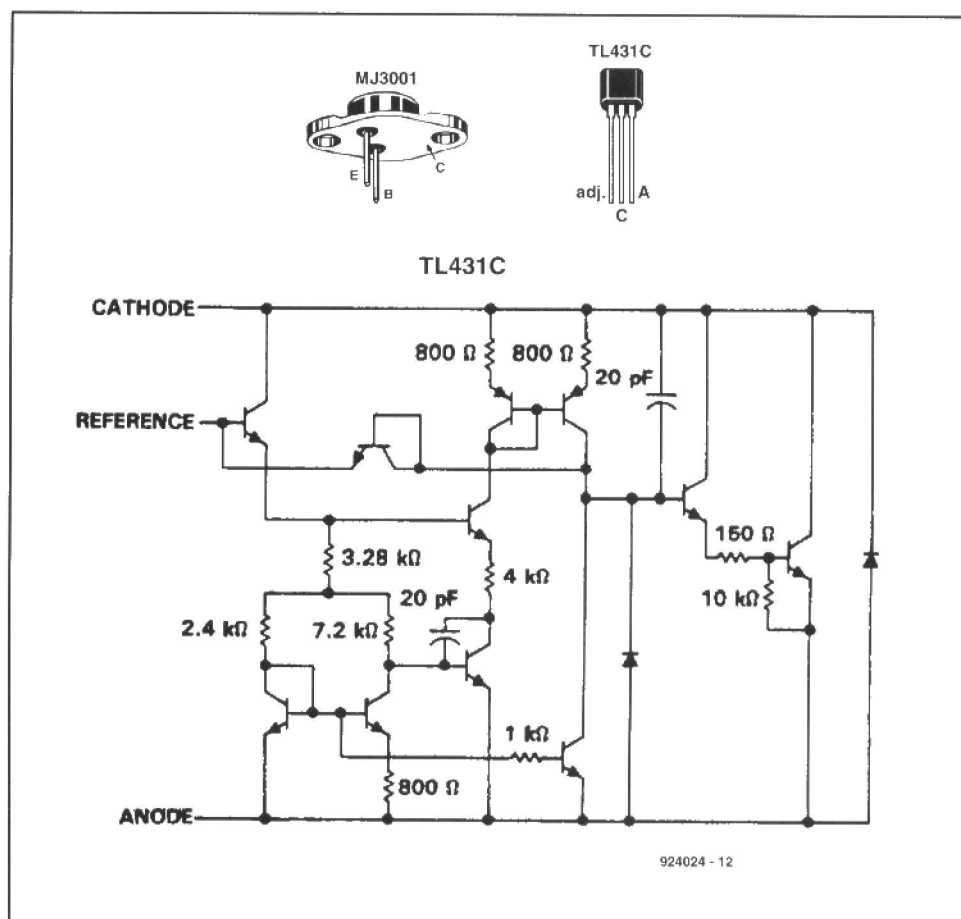 MJ3001
TL431C
E
B
C
adj.
C
A
TL431C
CATHODE
800 Ω
800 Ω
20 pF
REFERENCE
150 Ω
3.28 kΩ
4 kΩ
10 kΩ
20 pF
2.4 kΩ
7.2 kΩ
1 kΩ
800 Ω
ANODE
924024 - 12